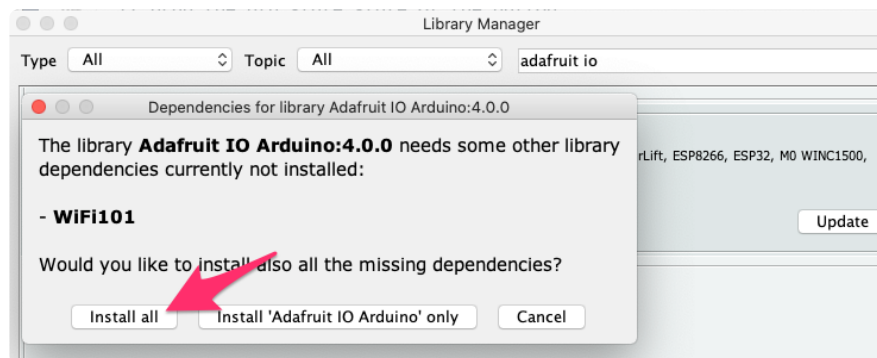 Library Manager
Type All Topic All adafruit io
Dependencies for library Adafruit IO Arduino:4.0.0
The library Adafruit IO Arduino:4.0.0 needs some other library
dependencies currently not installed:
rLift, ESP8266, ESP32, M0 WINC1500,
- WiFi101
Update
Would you like to install also all the missing dependencies?
Install all Install 'Adafruit IO Arduino' only Cancel